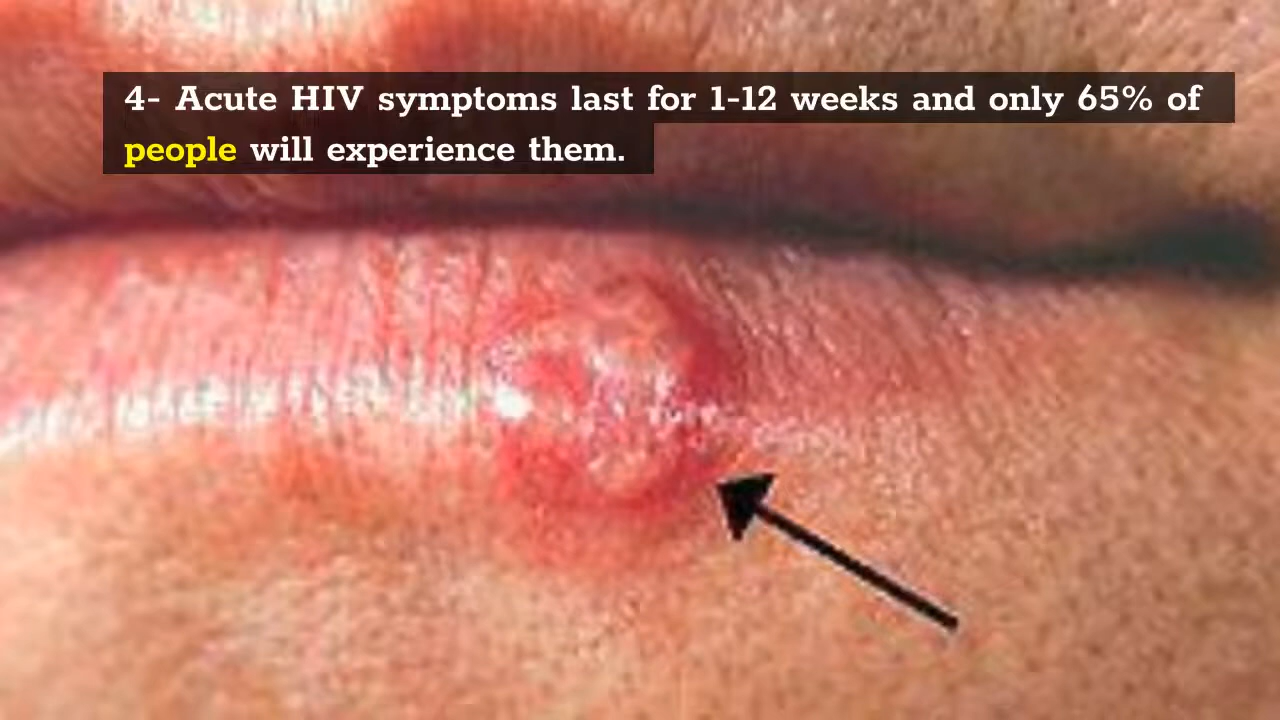 4- Acute HIV symptoms last for 1-12 weeks and only 65% of
people will experience them.